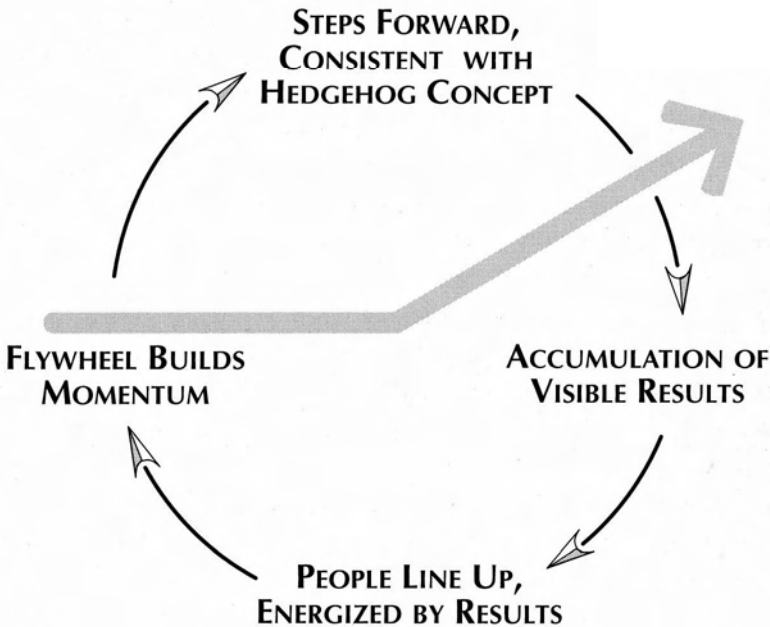 STEPS FORWARD,
CONSISTENT WITH
HEDGEHOG CONCEPT
FLYWHEEL BUILDS
MOMENTUM
ACCUMULATION OF
VISIBLE RESULTS
PEOPLE LINE UP,
ENERGIZED BY RESULTS